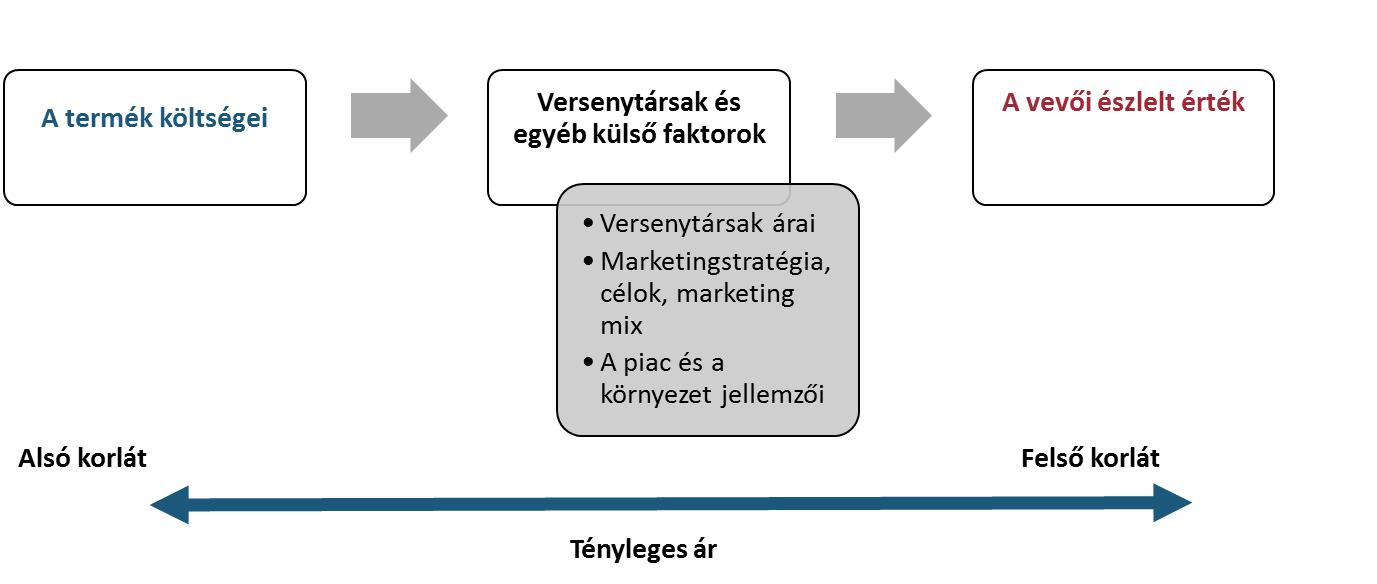 A termék költségei
Versenytársak és
egyéb külső faktorok
A vevői észlelt érték
• Versenytársak árai
• Marketingstratégia,
célok, marketing
mix
• A piac és a
környezet jellemzői
Alsó korlát
Felső korlát
Tényleges ár